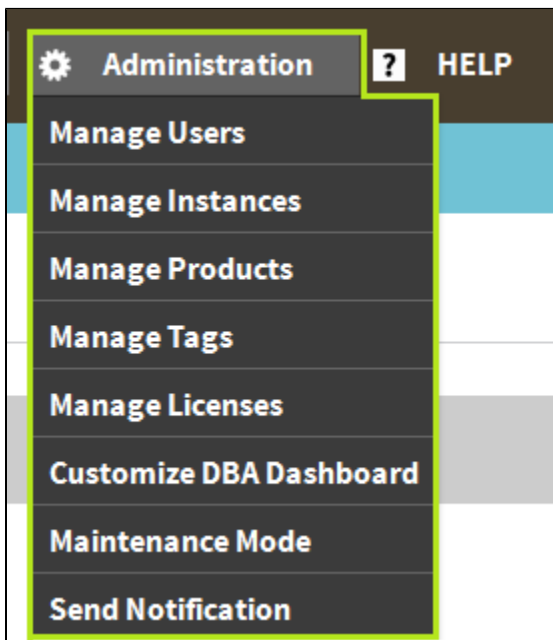 Administration ? HELP
Manage Users
Manage Instances
Manage Products
Manage Tags
Manage Licenses
Customize DBA Dashboard
Maintenance Mode
Send Notification